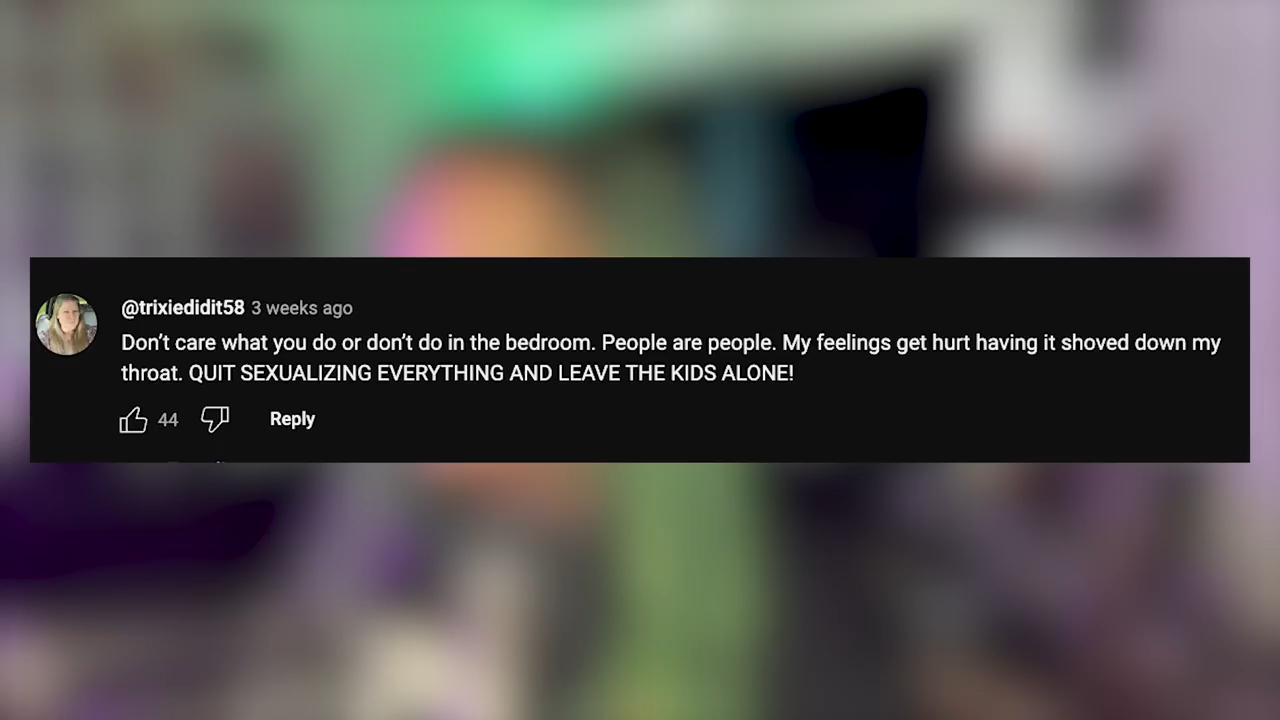 @trixiedidit58 3 weeks ago
Don’t care what you do or don’t do in the bedroom. People are people. My feelings get hurt having it shoved down my
throat. QUIT SEXUALIZING EVERYTHING AND LEAVE THE KIDS ALONE!
44 Reply